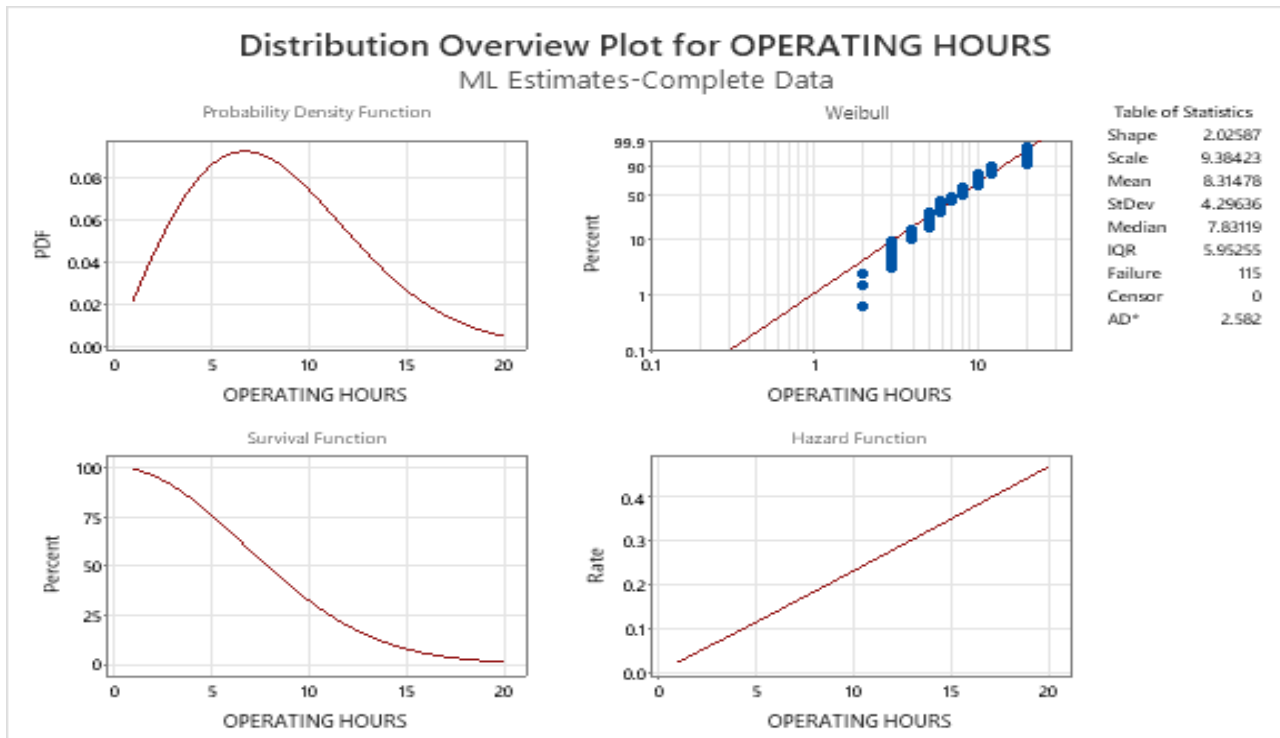 Distribution Overview Plot for OPERATING HOURS
ML Estimates-Complete Data
Probability Density Function
0.08
0.06
0.04
0.02
0.00
PDF
0 5 10 15 20
OPERATING HOURS
Weibull
99.9
90
50
10
1
0.1
Percent
0.1 1 10
OPERATING HOURS
Table of Statistics
Shape 2.02587
Scale 9.38423
Mean 8.31478
StDev 4.29636
Median 7.83119
IQR 5.95255
Failure 115
Censor 0
AD* 2.582
Survival Function
100
75
50
25
0
Percent
0 5 10 15 20
OPERATING HOURS
Hazard Function
0.4
0.3
0.2
0.1
0.0
Rate
0 5 10 15 20
OPERATING HOURS